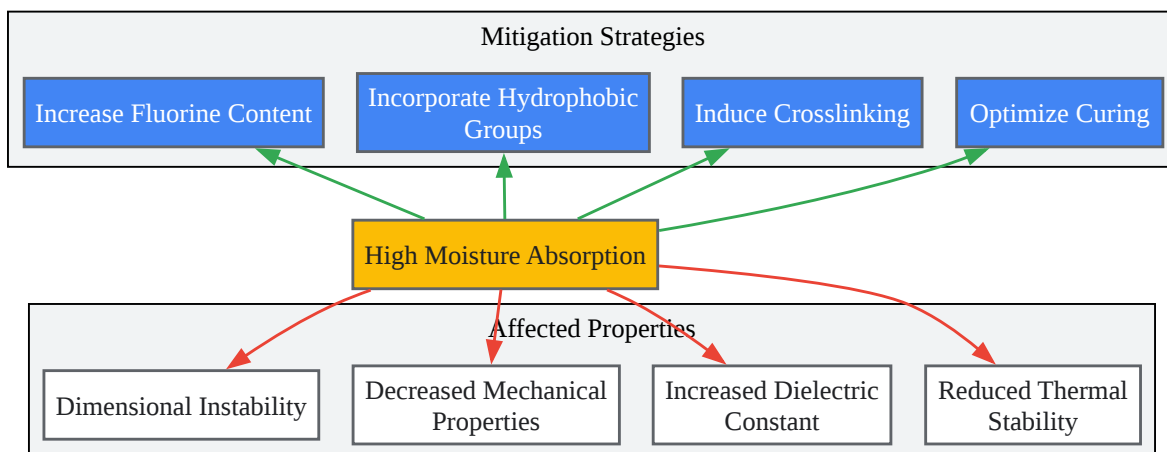 Mitigation Strategies
Increase Fluorine Content
Incorporate Hydrophobic
Groups
Induce Crosslinking
Optimize Curing
High Moisture Absorption
Affected Properties
Dimensional Instability
Decreased Mechanical
Properties
Increased Dielectric
Constant
Reduced Thermal
Stability